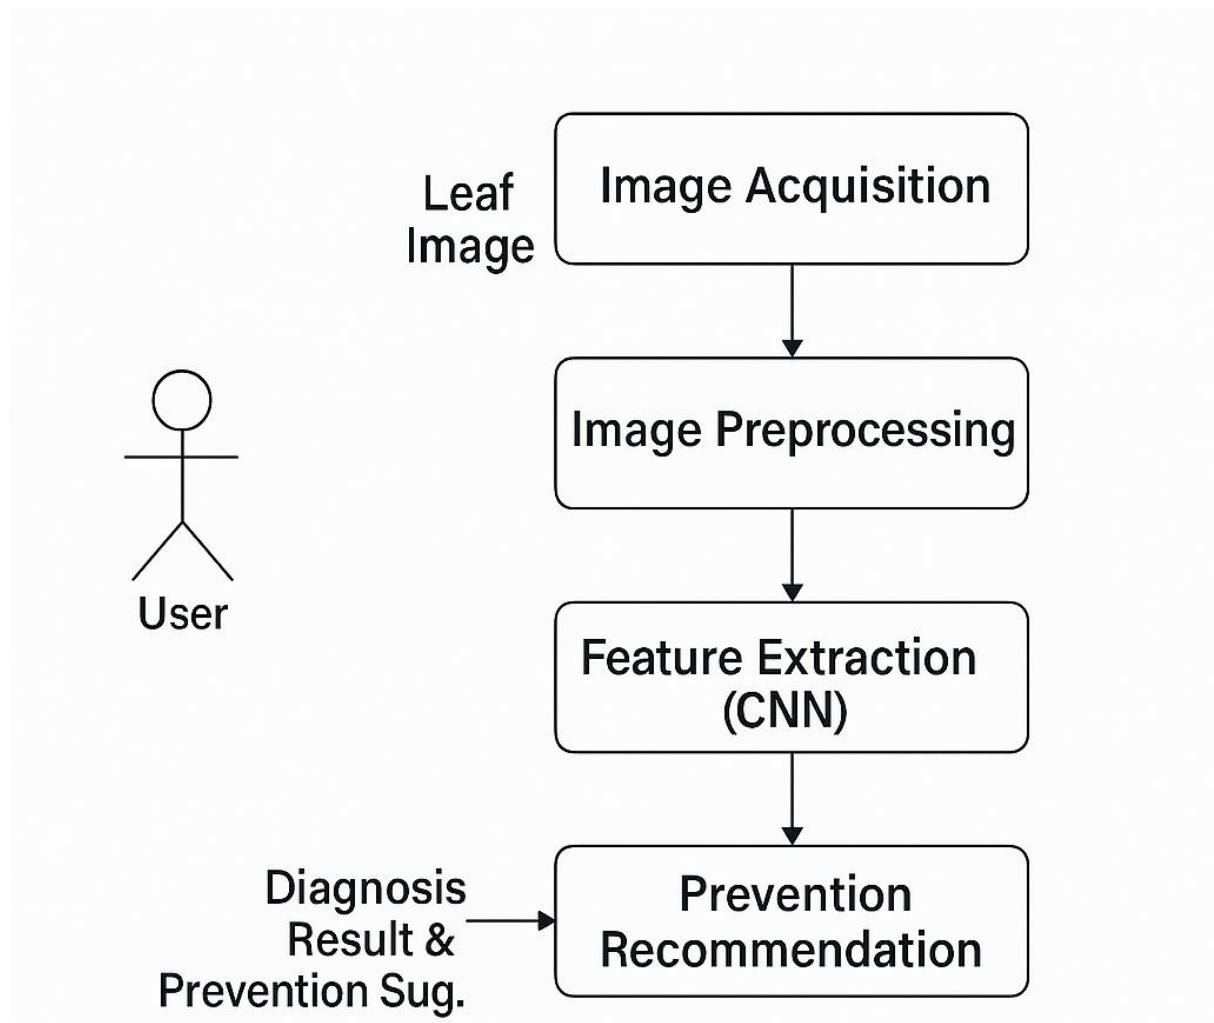 Leaf
Image
Image Acquisition
Image Preprocessing
User
Feature Extraction
(CNN)
Diagnosis
Result &
Prevention Sug.
Prevention
Recommendation